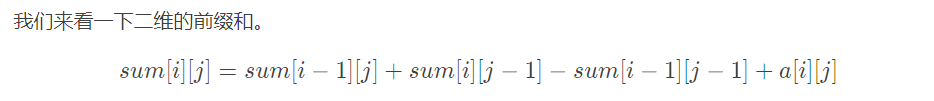 我们来看一下二维的前缀和。
sum[i][j] = sum[i − 1][j] + sum[i][j − 1] − sum[i − 1][j − 1] + a[i][j]